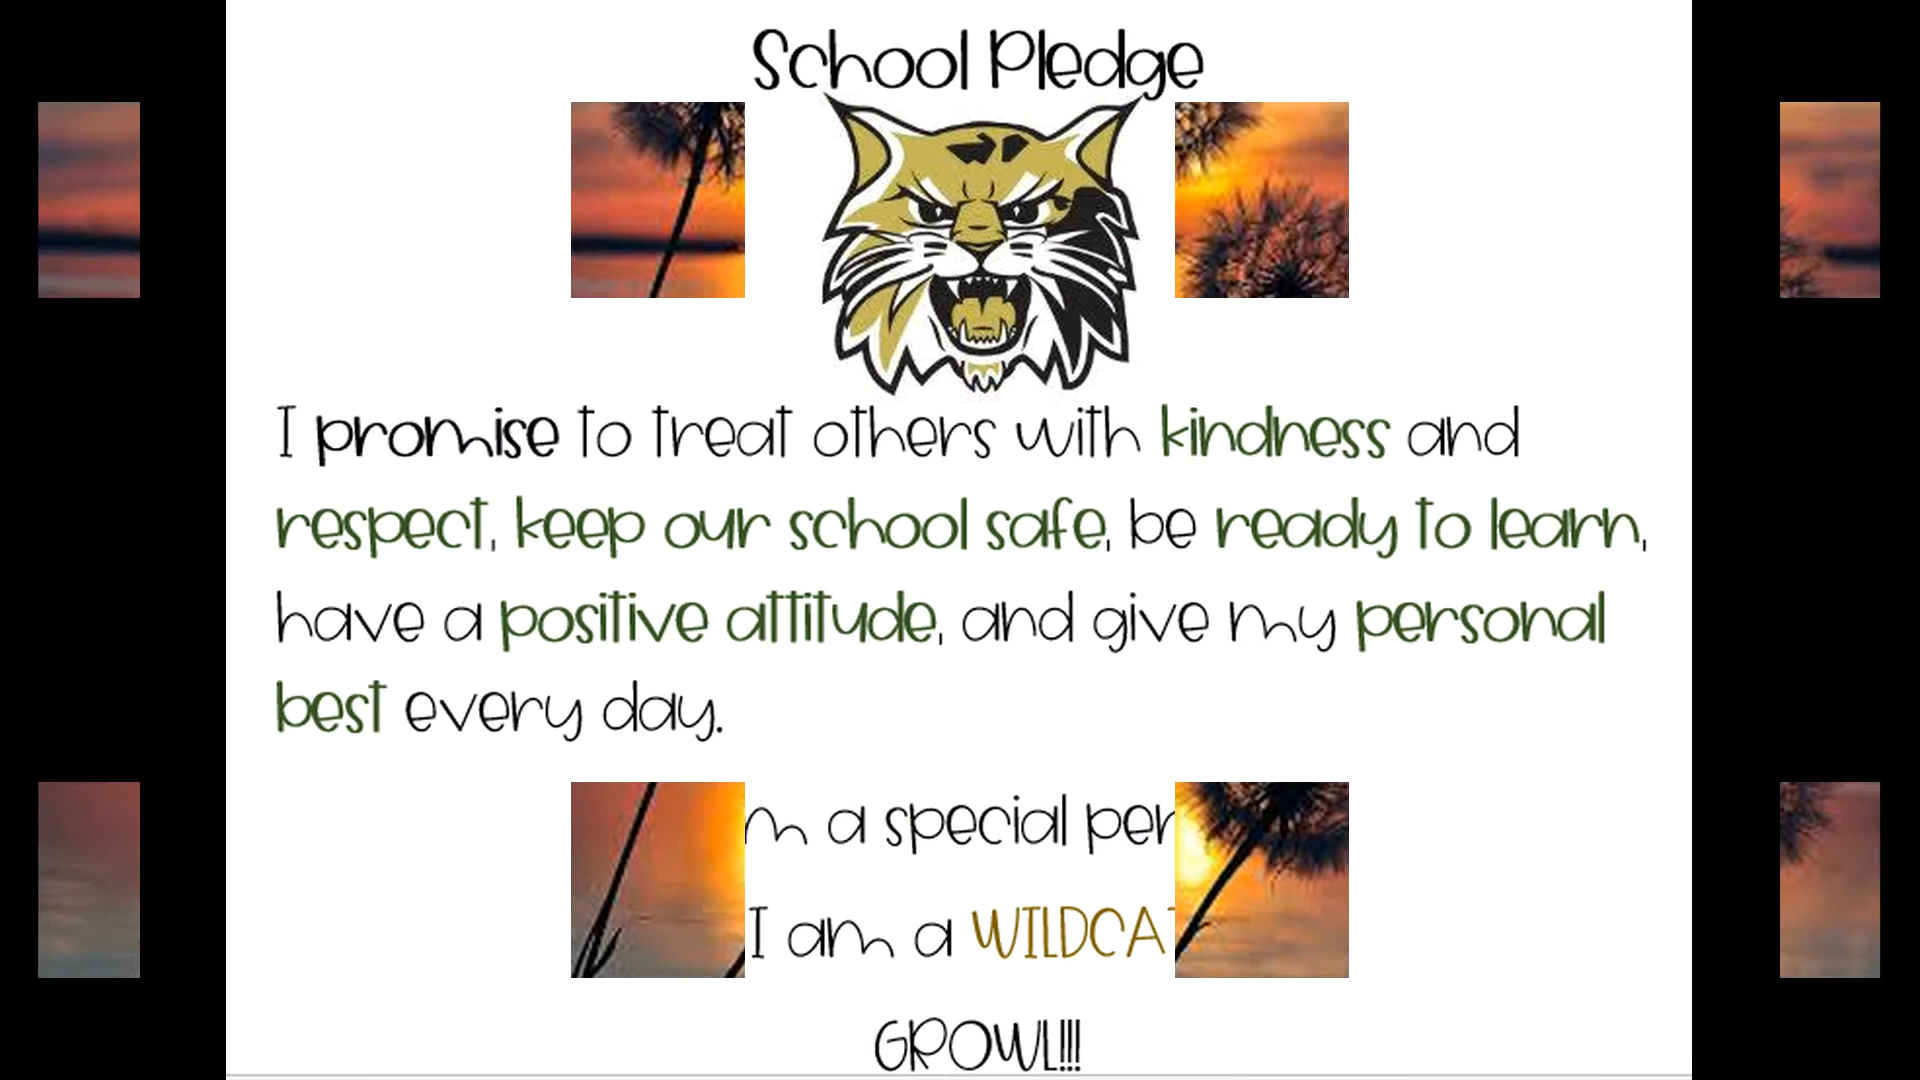 School Pledge
I promise to treat others with kindness and
respect, keep our school safe, be ready to learn,
have a positive attitude, and give my personal
best every day.
a special
I am a
GROWL!!!